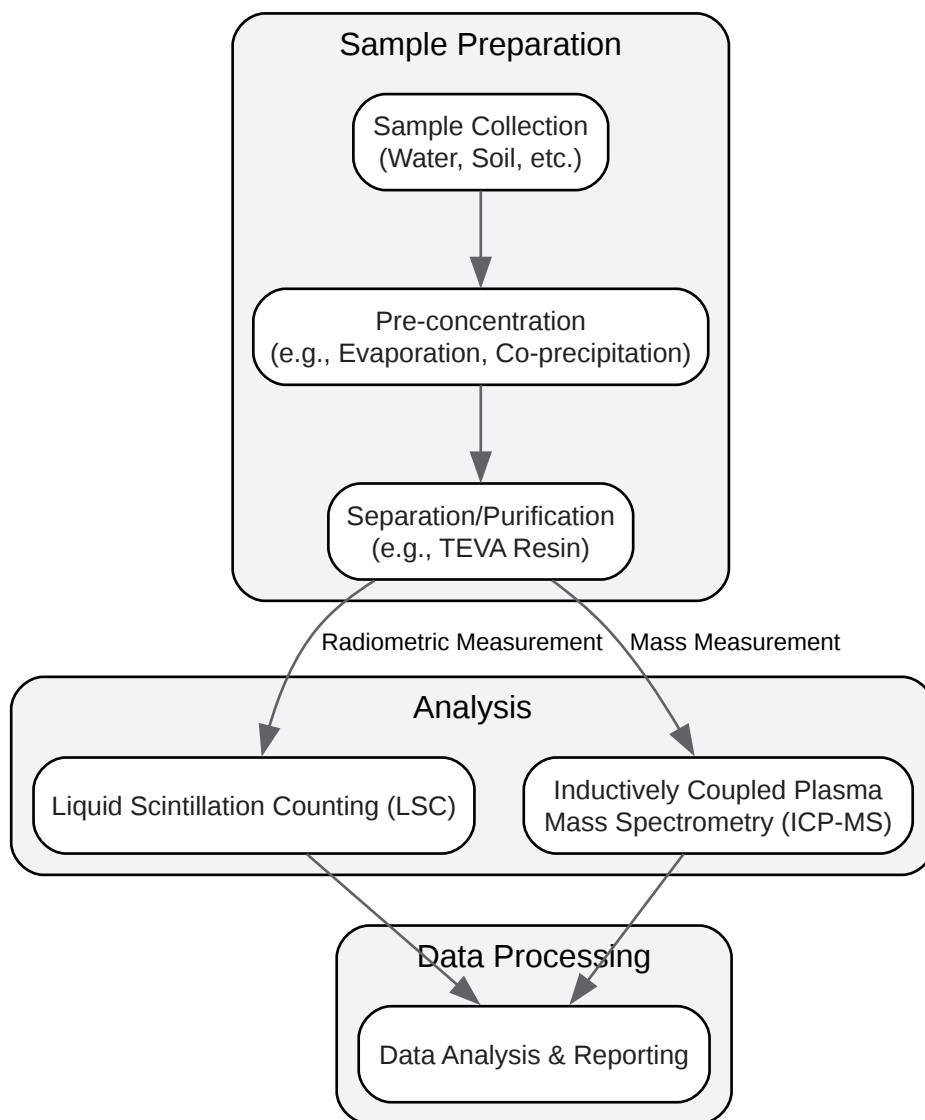 Sample Preparation
Sample Collection
(Water, Soil, etc.)
Pre-concentration
(e.g., Evaporation, Co-precipitation)
Separation/Purification
(e.g., TEVA Resin)
Radiometric Measurement
Mass Measurement
Analysis
Liquid Scintillation Counting (LSC)
Inductively Coupled Plasma
Mass Spectrometry (ICP-MS)
Data Processing
Data Analysis & Reporting